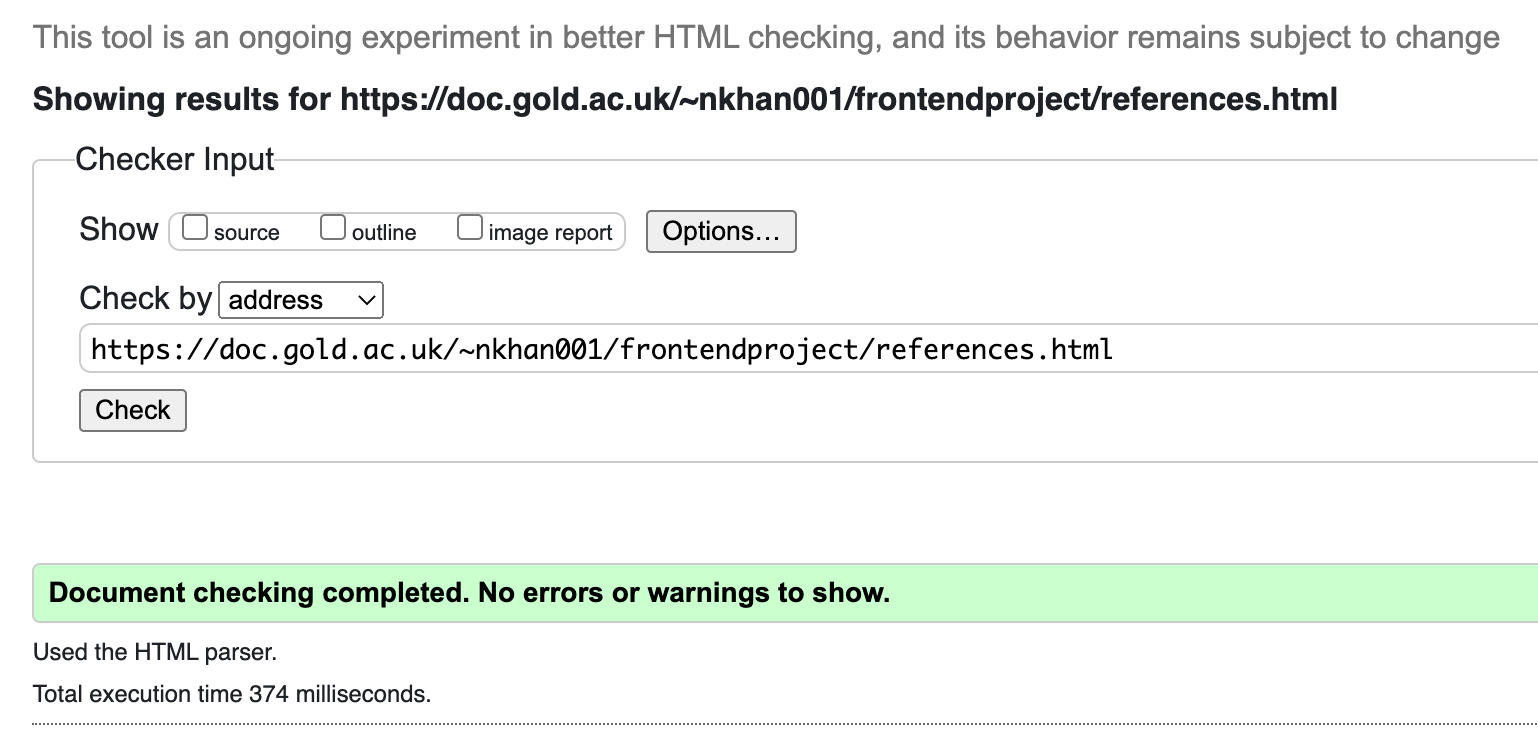 This tool is an ongoing experiment in better HTML checking, and its behavior remains subject to change
Showing results for https://doc.gold.ac.uk/~nkhan001/frontendproject/references.html
Checker Input
Show source outline image report Options...
Check by address
https://doc.gold.ac.uk/~nkhan001/frontendproject/references.html
Check
Document checking completed. No errors or warnings to show.
Used the HTML parser.
Total execution time 374 milliseconds.